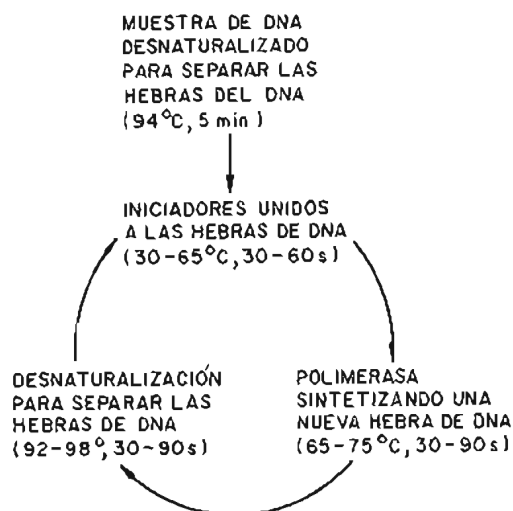 MUESTRA DE DNA
DESNATURALIZADO
PARA SEPARAR LAS
HEBRAS DEL DNA
(94°C, 5 min)
INICIADORES UNIDOS
A LAS HEBRAS DE DNA
(30-65°C, 30-60s)
POLIMERASA
SINTETIZANDO UNA
NUEVA HEBRA DE DNA
(65-75°C, 30-90s)
DESNATURALIZACIÓN
PARA SEPARAR LAS
HEBRAS DE DNA
(92-98°, 30-90s)